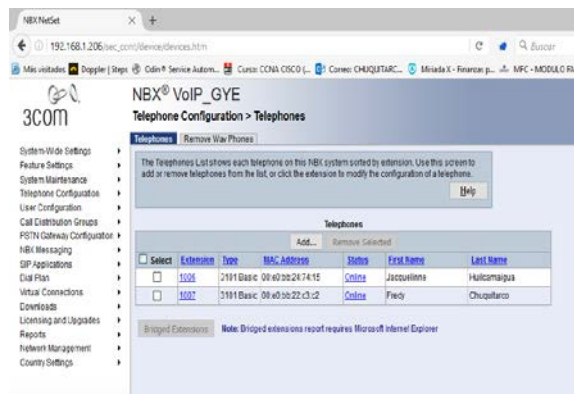 NBX NetSet
192.168.1.206/sec_cont/device/devices.htm
Buscar
Más visitados Doppler | Steps Odin® Service Autom... Curso: CCNA CISCO (... Correo: CHUQUITARC... Miriada X - Finanzas p... MFC - MODULO
3COM
NBX® VoIP_GYE
Telephone Configuration > Telephones
Telephones Remove Wav Phones
The Telephones List shows each telephone on this NBX system sorted by extension. Use this screen to
add or remove telephones from the list, or click the extension to modify the configuration of a telephone.
Help
System-Wide Settings
Feature Settings
System Maintenance
Telephone Configuration
User Configuration
Call Distribution Groups
PSTN Gateway Configuration
NBX Messaging
SIP Applications
Dial Plan
Virtual Connections
Downloads
Licensing and Upgrades
Reports
Network Management
Country Settings
Telephones
Add... Remove Selected
Select Extension Type MAC Address Status First Name Last Name
1006 3101 Basic 00:e0:bb:24:74:15 Online Jacquelinne Huilcamaigua
1007 3101 Basic 00:e0:bb:22:c3:c2 Online Fredy Chuquitarco
Bridged Extensions Note: Bridged extensions report requires Microsoft Internet Explorer